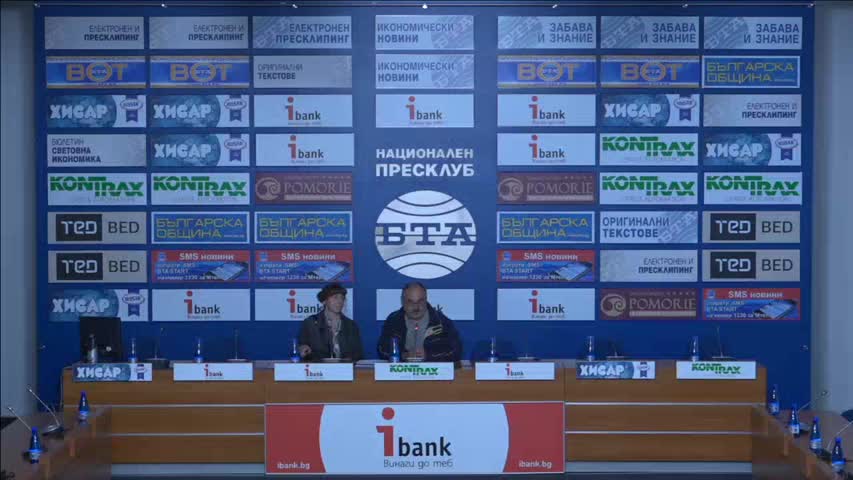 ЕЛЕКТРОНЕН И
ПРЕСКЛИПИНГ
ЕЛЕКТРОНЕН И
ПРЕСКЛИПИНГ
ЕЛЕКТРОНЕН
ПРЕСКЛИПИНГ
ИКОНОМИЧЕСКИ
НОВИНИ
ЗАБАВА
И ЗНАНИЕ
ЗАБАВА
И ЗНАНИЕ
ЗАБАВА
И ЗНАНИЕ
ВОТ
ВОТ
ОРИГИНАЛНИ
ТЕКСТОВЕ
ИКОНОМИЧЕСКИ
НОВИНИ
ВОТ
ВОТ
БЪЛГАРСКА
ОБЩИНА
ХИСАР
ХИСАР
ibank
ibank
ibank
ХИСАР
ЕЛЕКТРОНЕН И
ПРЕСКЛИПИНГ
БЮЛЕТИН
СВЕТОВНА
ИКОНОМИКА
ХИСАР
ibank
НАЦИОНАЛЕН
ПРЕСКЛУБ
ibank
KONTRAX
ХИСАР
KONTRAX
KONTRAX
POMORIE
POMORIE
KONTRAX
KONTRAX
TED BED
БЪЛГАРСКА
ОБЩИНА
БЪЛГАРСКА
ОБЩИНА
БТА
БЪЛГАРСКА
ОБЩИНА
ОРИГИНАЛНИ
ТЕКСТОВЕ
TED BED
TED BED
SMS НОВИНИ
SMS НОВИНИ
SMS НОВИНИ
ЕЛЕКТРОНЕН И
ПРЕСКЛИПИНГ
TED BED
ХИСАР
ibank
ibank
ibank
POMORIE
SMS НОВИНИ
ХИСАР
ibank
ibank
KONTRAX
ibank
ХИСАР
KONTRAX
ibank
Винаги до теб
ibank.bg
ibank.bg